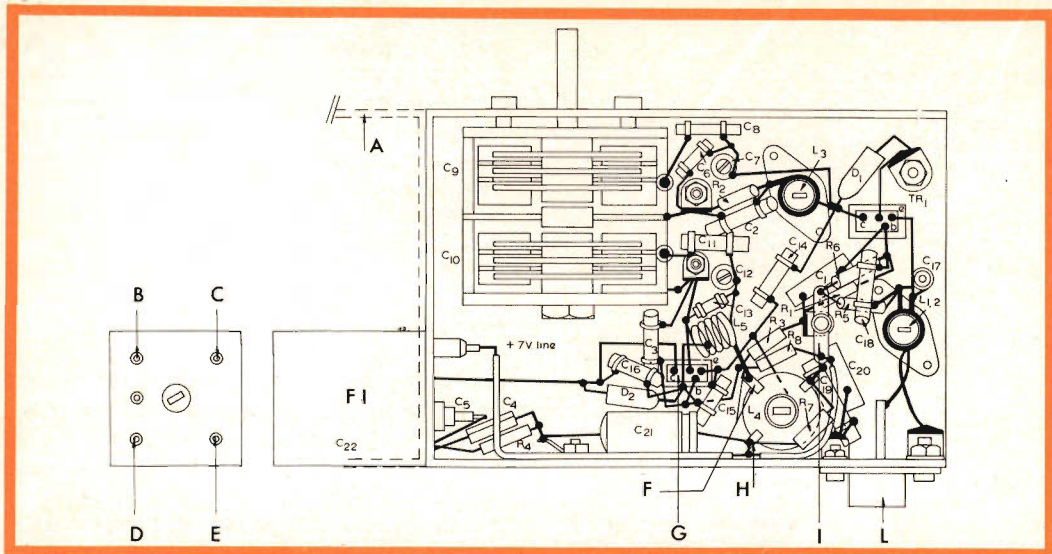 A
C8
C9
C7
L3
C6
R2
D1
TR1
C2
e
c
b
C11
C14
R6
C10
C12
C17
C1
R1
R5
L1,2
C13
C18
L5
R3
+ 7V line
C3
R8
B
C
e
C16
c
b
C20
D2
C19
F1
C5
C4
C15
L4
R7
C21
R4
C22
F
H
D
E
G
I
L